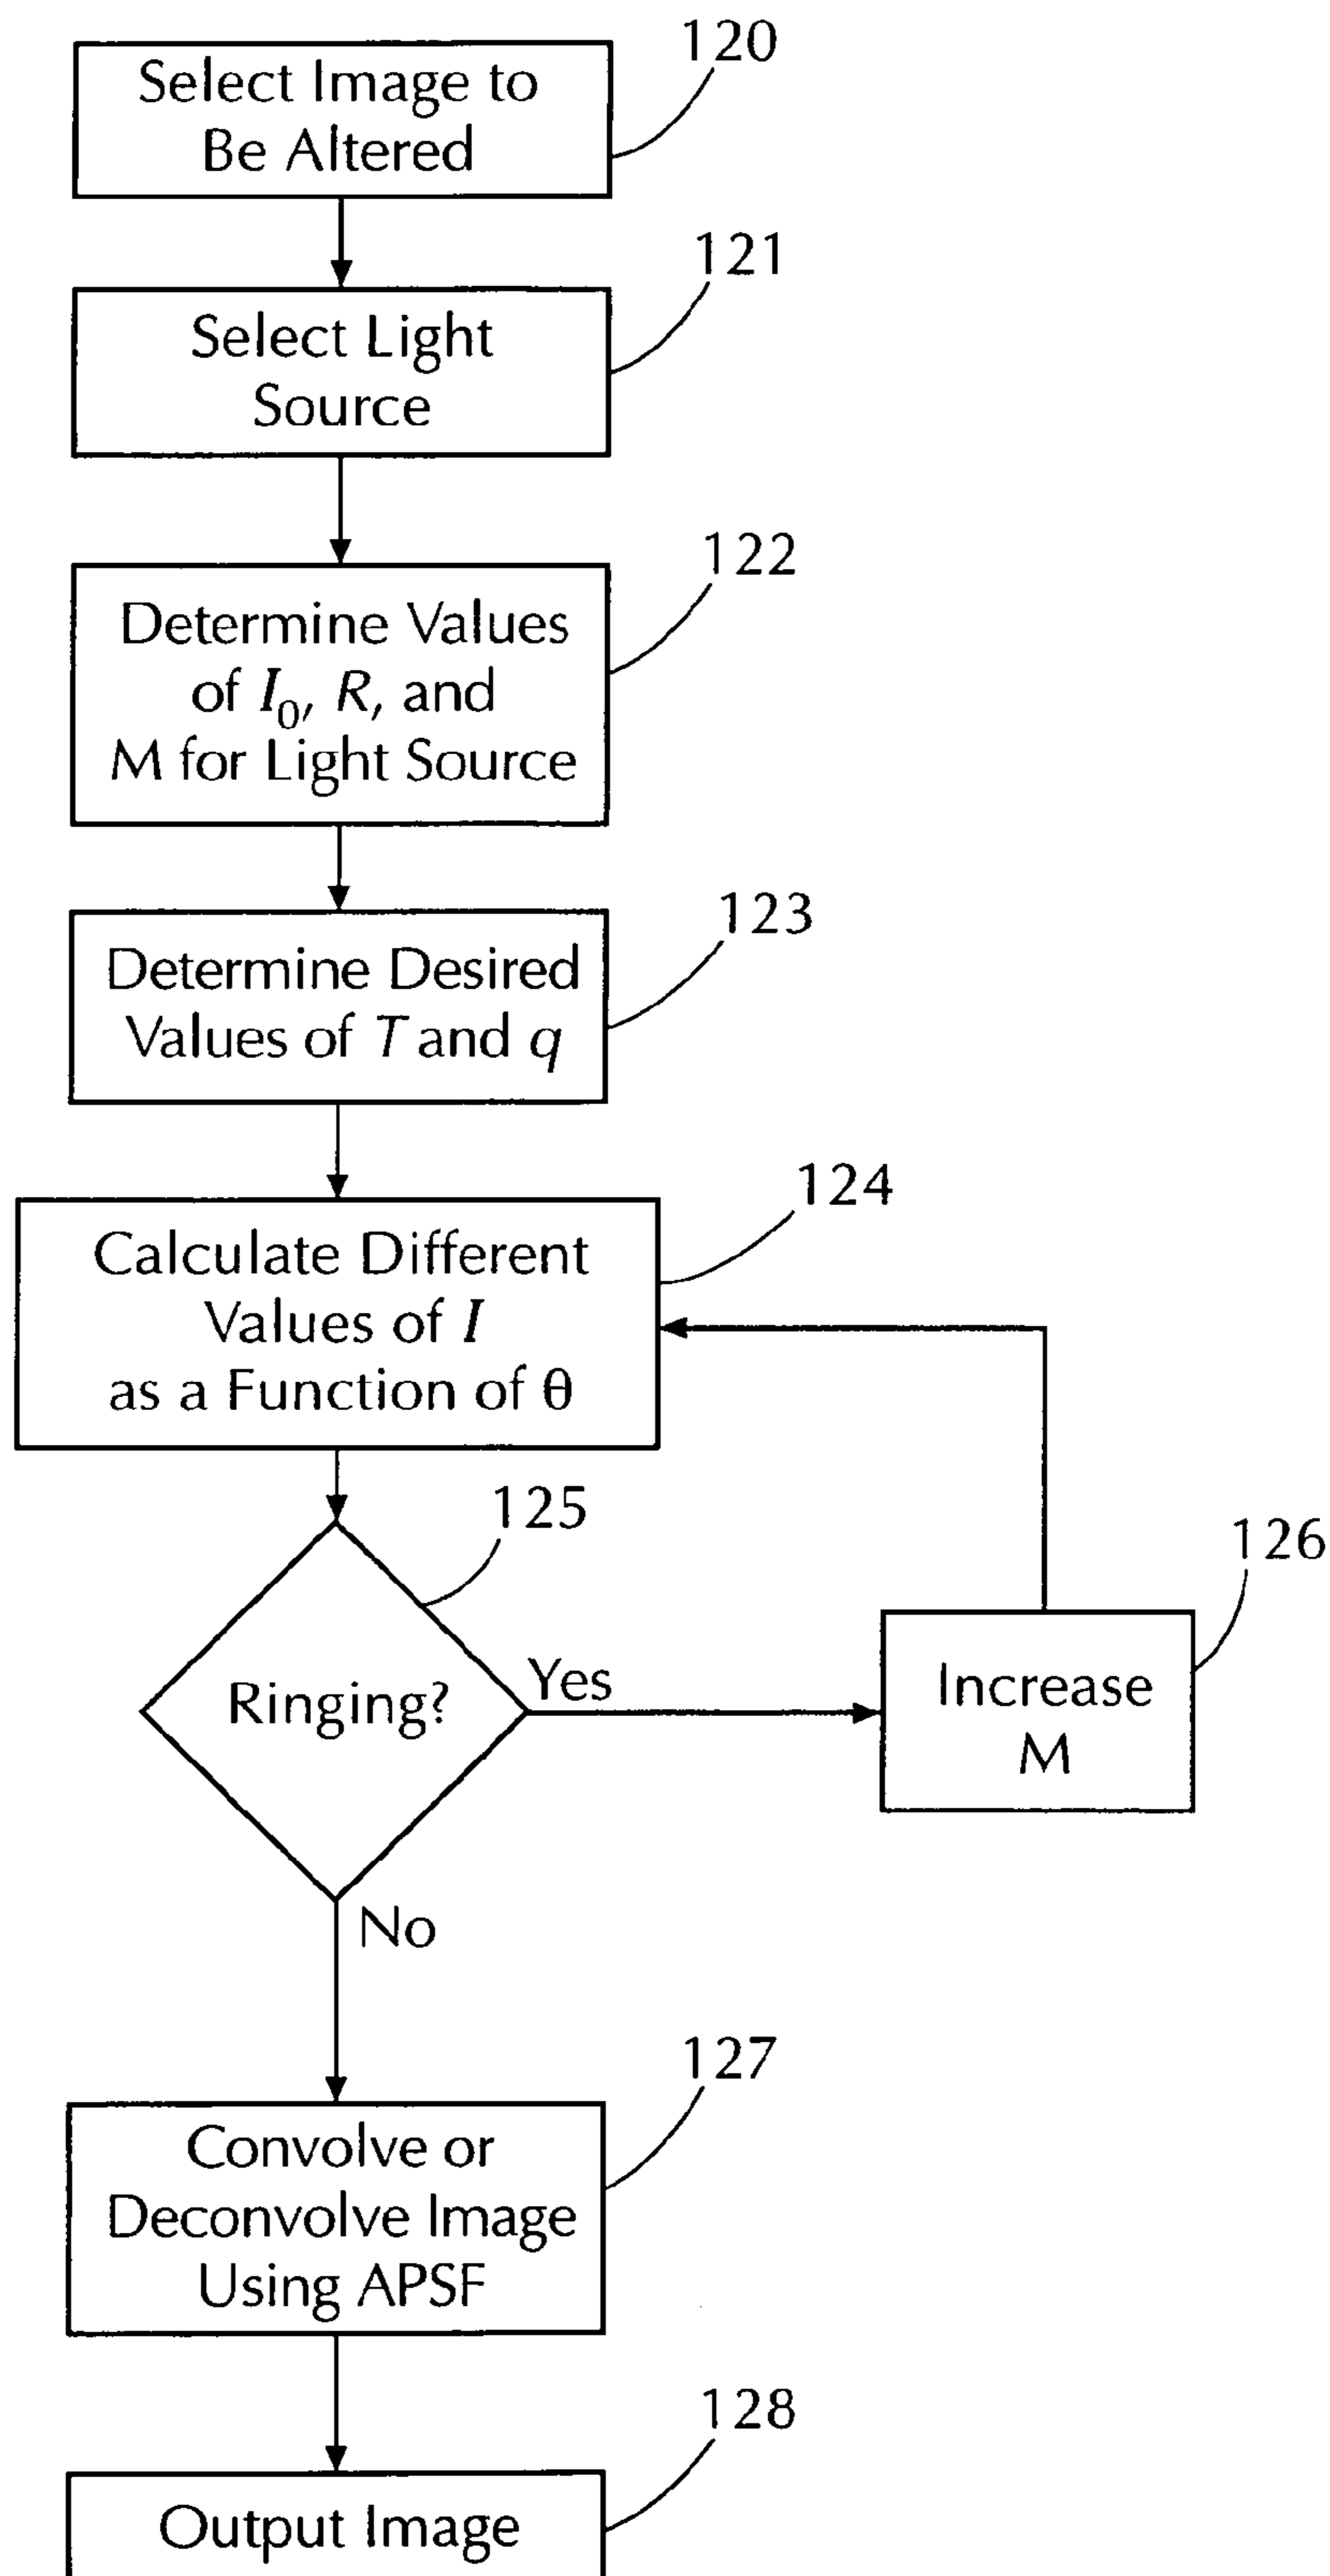 120
Select Image to
Be Altered
121
Select Light
Source
122
Determine Values
of I₀, R, and
M for Light Source
123
Determine Desired
Values of T and q
124
Calculate Different
Values of I
as a Function of θ
125
126
Ringing?
Yes
Increase
M
No
127
Convolve or
Deconvolve Image
Using APSF
128
Output Image